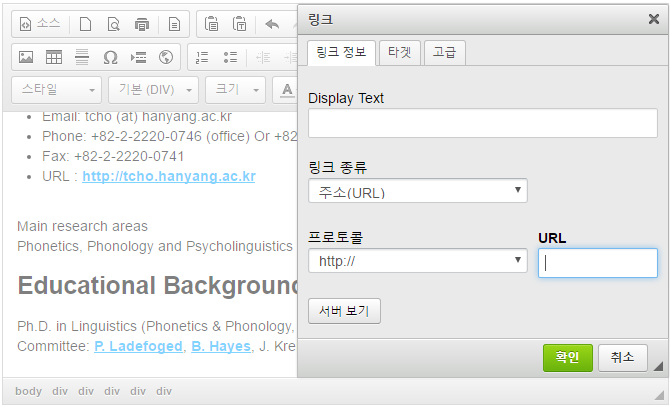 소스
스타일
기본 (DIV)
크기
A
Email: tcho (at) hanyang.ac.kr
Phone: +82-2-2220-0746 (office) Or +82
Fax: +82-2-2220-0741
URL : http://tcho.hanyang.ac.kr
Main research areas
Phonetics, Phonology and Psycholinguistics
Educational Background
Ph.D. in Linguistics (Phonetics & Phonology,
Committee: P. Ladefoged, B. Hayes, J. Kre
body div div div div div
링크
링크 정보 타겟 고급
Display Text
링크 종류
주소(URL)
프로토콜 URL
http://
서버 보기
확인 취소